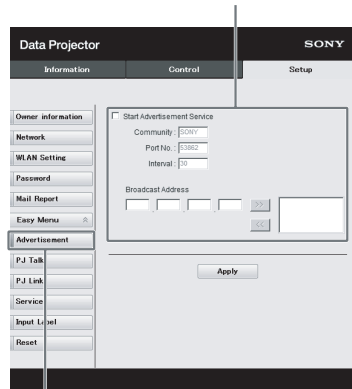 Data Projector
SONY
Information
Control
Setup
Owner information
Network
WLAN Setting
Password
Mail Report
Easy Menu
Advertisement
PJ Talk
PJ Link
Service
Input Label
Reset
Start Advertisement Service
Community : SONY
Port No. : 53862
Interval : 30
Broadcast Address
. . .
>>
<<
Apply